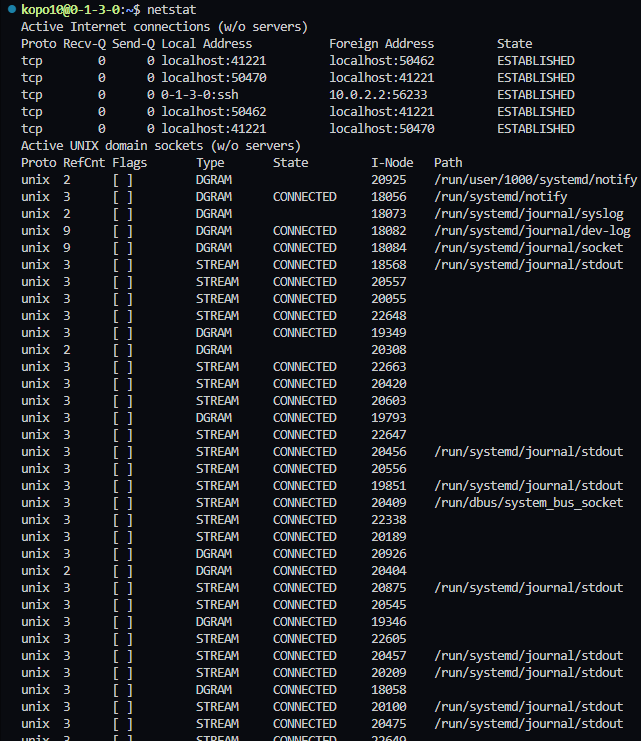 kopo10@0-1-3-0:~$ netstat
Active Internet connections (w/o servers)
Proto Recv-Q Send-Q Local Address           Foreign Address         State
tcp        0      0 localhost:41221         localhost:50462         ESTABLISHED
tcp        0      0 localhost:50470         localhost:41221         ESTABLISHED
tcp        0      0 0-1-3-0:ssh             10.0.2.2:56233          ESTABLISHED
tcp        0      0 localhost:50462         localhost:41221         ESTABLISHED
tcp        0      0 localhost:41221         localhost:50470         ESTABLISHED
Active UNIX domain sockets (w/o servers)
Proto RefCnt Flags       Type       State         I-Node   Path
unix  2      [ ]         DGRAM                    20925    /run/user/1000/systemd/notify
unix  3      [ ]         DGRAM      CONNECTED     18056    /run/systemd/notify
unix  2      [ ]         DGRAM                    18073    /run/systemd/journal/syslog
unix  9      [ ]         DGRAM      CONNECTED     18082    /run/systemd/journal/dev-log
unix  9      [ ]         DGRAM      CONNECTED     18084    /run/systemd/journal/socket
unix  3      [ ]         STREAM     CONNECTED     18568    /run/systemd/journal/stdout
unix  3      [ ]         STREAM     CONNECTED     20557
unix  3      [ ]         STREAM     CONNECTED     20055
unix  3      [ ]         STREAM     CONNECTED     22648
unix  3      [ ]         DGRAM      CONNECTED     19349
unix  2      [ ]         DGRAM                    20308
unix  3      [ ]         STREAM     CONNECTED     22663
unix  3      [ ]         STREAM     CONNECTED     20420
unix  3      [ ]         STREAM     CONNECTED     20603
unix  3      [ ]         DGRAM      CONNECTED     19793
unix  3      [ ]         STREAM     CONNECTED     22647
unix  3      [ ]         STREAM     CONNECTED     20456    /run/systemd/journal/stdout
unix  3      [ ]         STREAM     CONNECTED     20556
unix  3      [ ]         STREAM     CONNECTED     19851    /run/systemd/journal/stdout
unix  3      [ ]         STREAM     CONNECTED     20409    /run/dbus/system_bus_socket
unix  3      [ ]         STREAM     CONNECTED     22338
unix  3      [ ]         STREAM     CONNECTED     20189
unix  3      [ ]         DGRAM      CONNECTED     20926
unix  2      [ ]         DGRAM                    20404
unix  3      [ ]         STREAM     CONNECTED     20875    /run/systemd/journal/stdout
unix  3      [ ]         STREAM     CONNECTED     20545
unix  3      [ ]         DGRAM      CONNECTED     19346
unix  3      [ ]         STREAM     CONNECTED     22605
unix  3      [ ]         STREAM     CONNECTED     20457    /run/systemd/journal/stdout
unix  3      [ ]         STREAM     CONNECTED     20209    /run/systemd/journal/stdout
unix  3      [ ]         DGRAM      CONNECTED     18058
unix  3      [ ]         STREAM     CONNECTED     20100    /run/systemd/journal/stdout
unix  3      [ ]         STREAM     CONNECTED     20475    /run/systemd/journal/stdout
unix  3      [ ]         STREAM     CONNECTED     22649